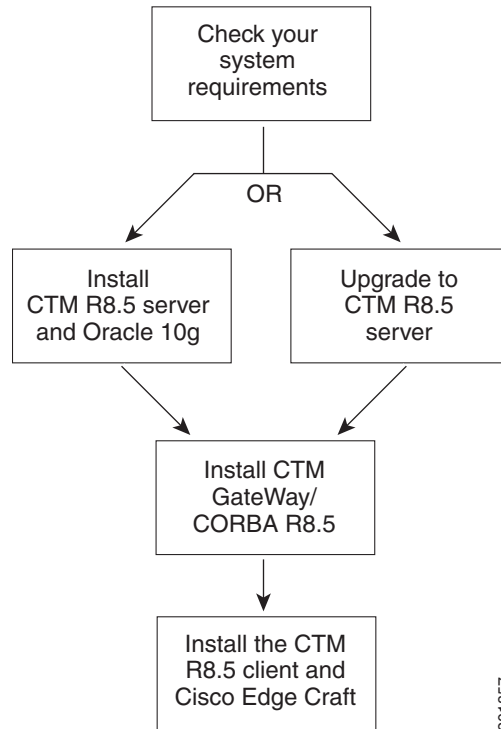 Check your
system
requirements
OR
Install
CTM R8.5 server
and Oracle 10g
Upgrade to
CTM R8.5
server
Install CTM
GateWay/
CORBA R8.5
Install the CTM
R8.5 client and
Cisco Edge Craft